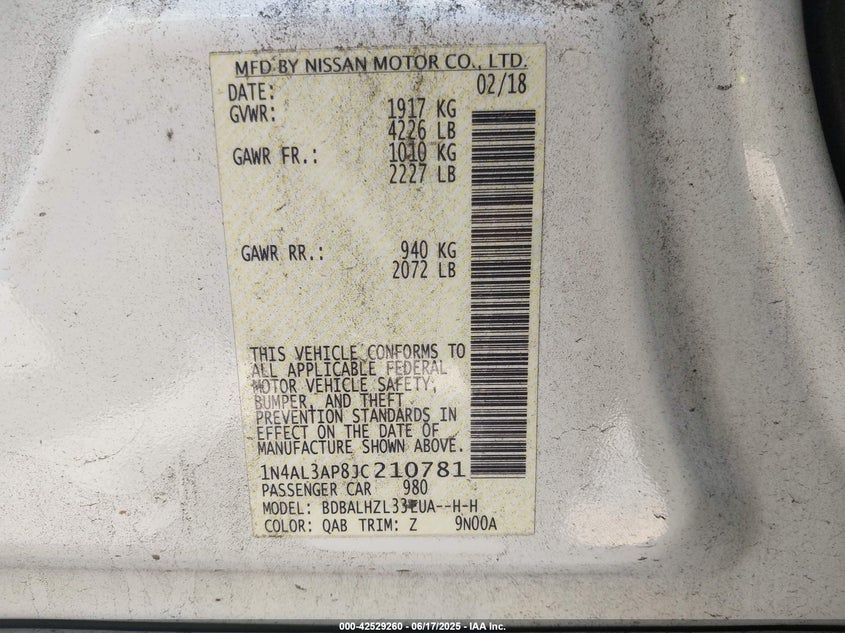 MFD BY NISSAN MOTOR CO., LTD.
DATE: 02/18
GVWR: 1917 KG
4226 LB
GAWR FR.: 1010 KG
2227 LB
GAWR RR.: 940 KG
2072 LB
THIS VEHICLE CONFORMS TO
ALL APPLICABLE FEDERAL
MOTOR VEHICLE SAFETY,
BUMPER, AND THEFT
PREVENTION STANDARDS IN
EFFECT ON THE DATE OF
MANUFACTURE SHOWN ABOVE.
1N4AL3AP8JC210781
PASSENGER CAR 980
MODEL: BDBALHZL33EUA--H-H
COLOR: QAB TRIM: Z 9N00A
000-42529260 - 06/17/2025 - IAA Inc.